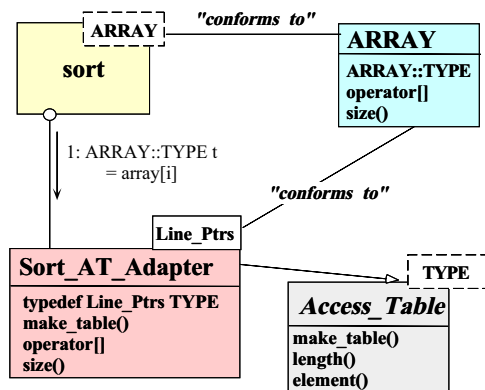 ARRAY
"conforms to"
sort
ARRAY
ARRAY::TYPE
operator[]
size()
1: ARRAY::TYPE t
= array[i]
"conforms to"
Line_Ptrs
Sort_AT_Adapter
typedef Line_Ptrs TYPE
make_table()
operator[]
size()
TYPE
Access_Table
make_table()
length()
element()